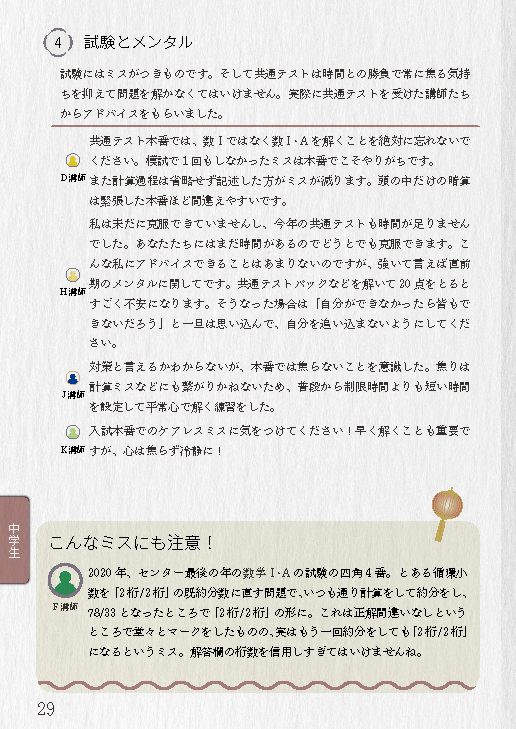 4 試験とメンタル
試験にはミスがつきものです。そして共通テストは時間との勝負で常に焦る気持
ちを抑えて問題を解かなくてはいけません。実際に共通テストを受けた講師たち
からアドバイスをもらいました。
共通テスト本番では、数Ⅰではなく数Ⅰ・Aを解くことを絶対に忘れないで
ください。模試で1回もしなかったミスは本番でこそやりがちです。
D講師
また計算過程は省略せず記述した方がミスが減ります。頭の中だけの暗算
は緊張した本番ほど間違えやすいです。
私は未だに克服できていませんし、今年の共通テストも時間が足りません
でした。あなたたちにはまだ時間があるのでどうとでも克服できます。こ
んな私にアドバイスできることはあまりないのですが、強いて言えば直前
H講師
期のメンタルに関してです。共通テストパックなどを解いて20点をとると
すごく不安になります。そうなった場合は「自分ができなかったら皆もで
きないだろう」と一旦は思い込んで、自分を追い込まないようにしてくだ
さい。
対策と言えるかわからないが、本番では焦らないことを意識した。焦りは
計算ミスなどにも繋がりかねないため、普段から制限時間よりも短い時間
J講師
を設定して平常心で解く練習をした。
入試本番でのケアレスミスに気をつけてください！早く解くことも重要で
K講師
すが、心は焦らず冷静に！
中学生
こんなミスにも注意！
2020年、センター最後の年の数学Ⅰ・Aの試験の四角4番。とある循環小
数を「2桁/2桁」の既約分数に直す問題で、いつも通り計算をして約分をし、
F講師
78/33となったところで「2桁/2桁」の形に。これは正解間違いなしという
ところで堂々とマークをしたものの、実はもう一回約分をしても「2桁/2桁」
になるというミス。解答欄の桁数を信用しすぎてはいけませんね。
29